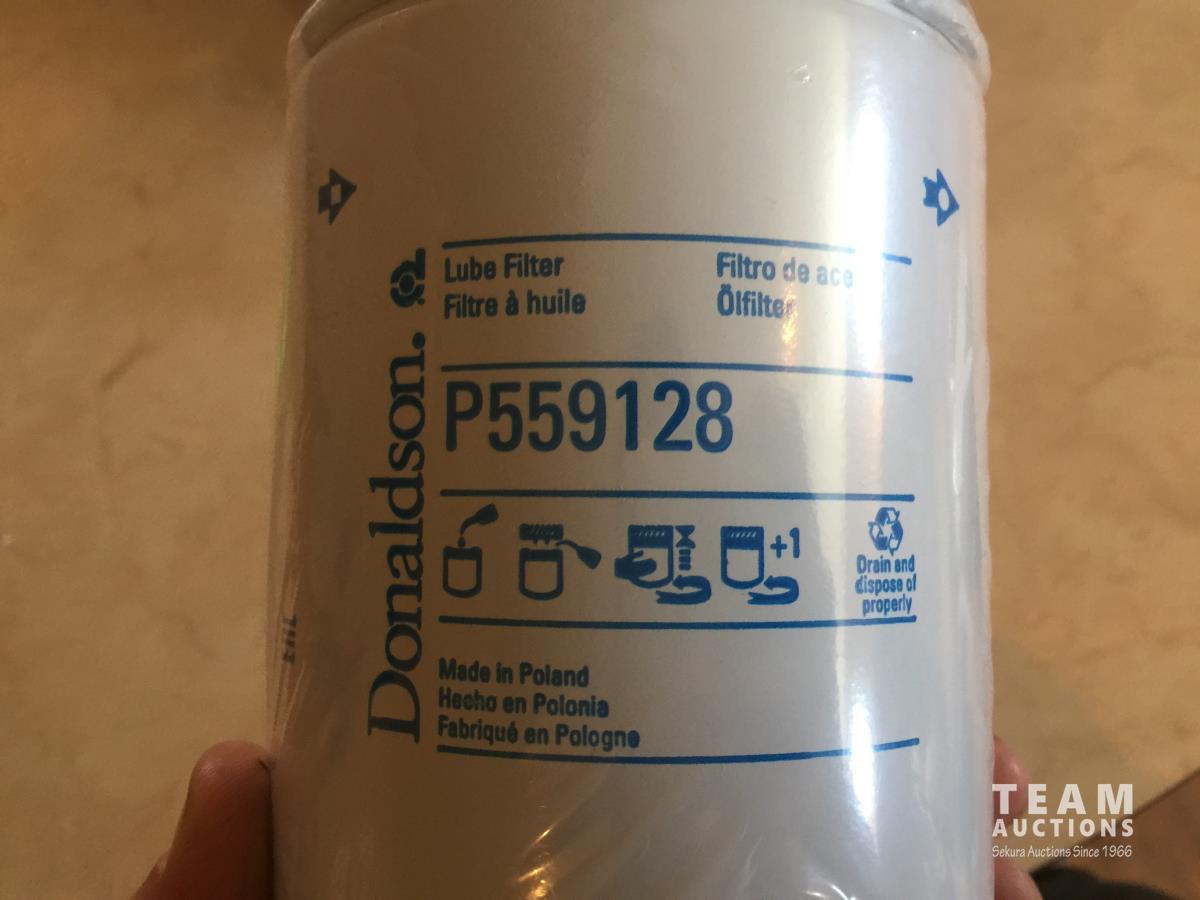 Lube Filter
Filtre à huile
Filtro de ace
Ölfilter
Donaldson.
P559128
+1
Drain and
dispose of
properly
Made in Poland
Hecho en Polonia
Fabriqué en Pologne
TEAM
AUCTIONS
Sekura Auctions Since 1966